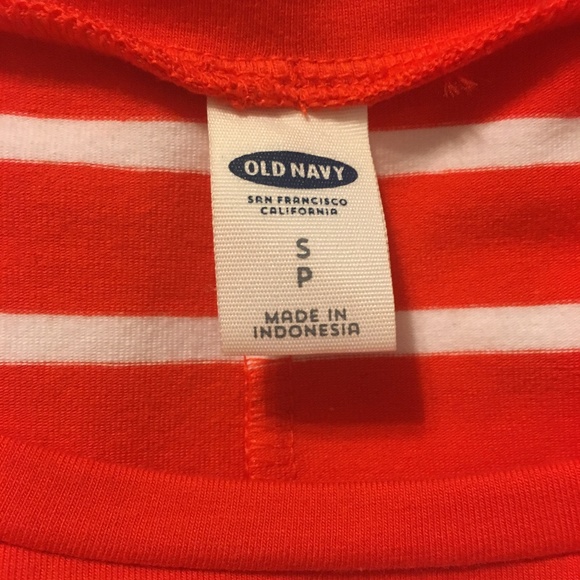 OLD NAVY
SAN FRANCISCO
CALIFORNIA
S
P
MADE IN
INDONESIA